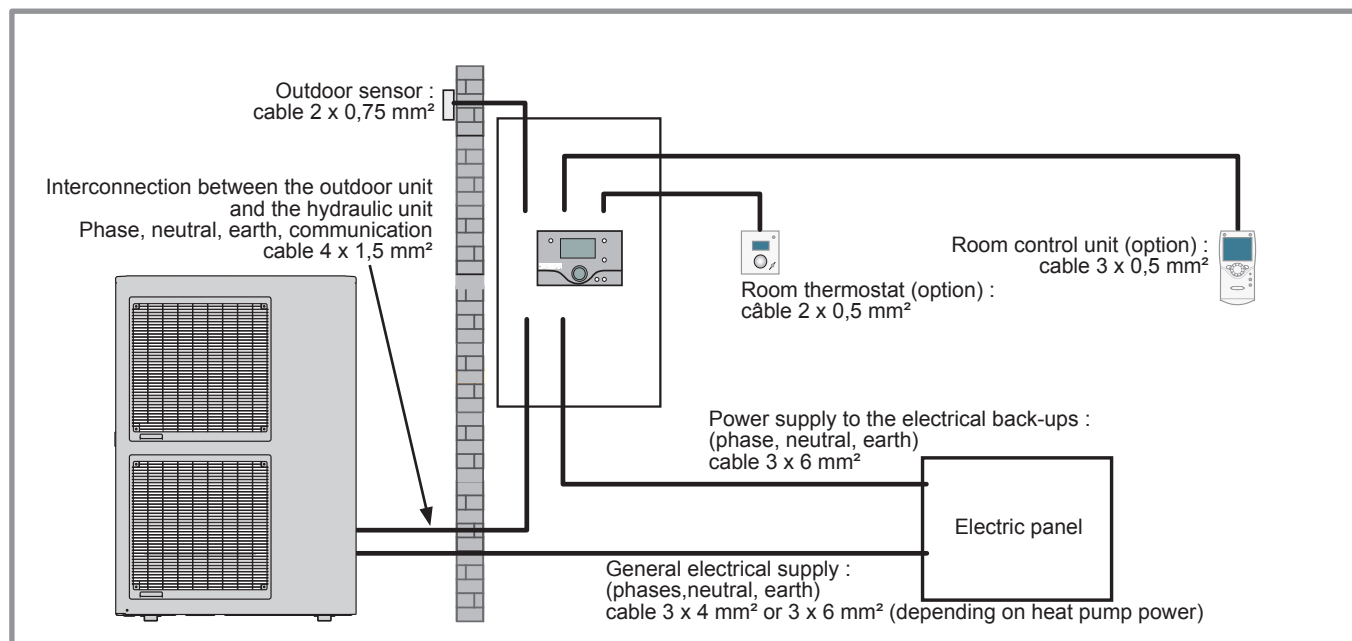 Outdoor sensor :
cable 2 x 0,75 mm²
Interconnection between the outdoor unit
and the hydraulic unit
Phase, neutral, earth, communication
cable 4 x 1,5 mm²
Room control unit (option) :
cable 3 x 0,5 mm²
Room thermostat (option) :
câble 2 x 0,5 mm²
Power supply to the electrical back-ups :
(phase, neutral, earth)
cable 3 x 6 mm²
Electric panel
General electrical supply :
(phases,neutral, earth)
cable 3 x 4 mm² or 3 x 6 mm² (depending on heat pump power)